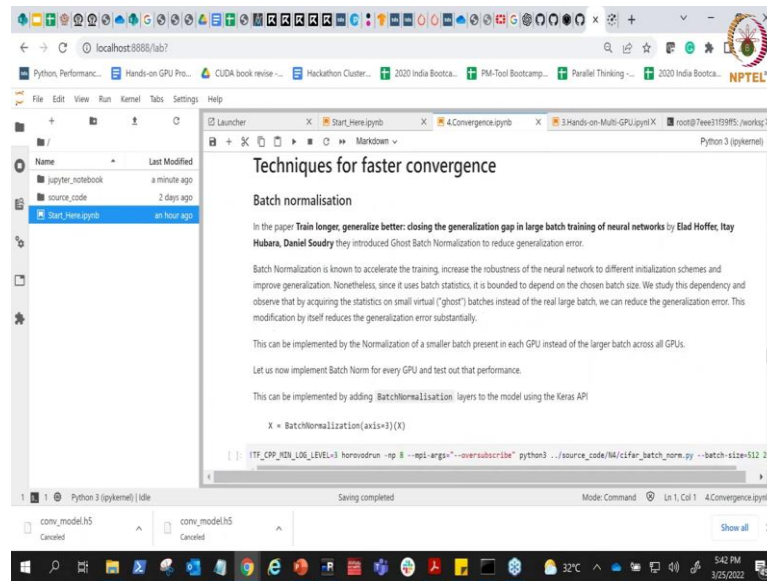 localhost:8888/lab?
Python, Performanc... Hands-on GPU Pro... CUDA book revise -... Hackathon Cluster... 2020 India Bootca... PM-Tool Bootcamp... Parallel Thinking -... 2020 India Bootca...
NPTEL
File Edit View Run Kernel Tabs Settings Help
Launcher Start_Here.ipynb 4.Convergence.ipynb 3.Hands-on-Multi-GPU.ipynl root@7eee31f39ff5: /worksp
Markdown Python 3 (ipykernel)
/
Name Last Modified
jupyter_notebook a minute ago
source_code 2 days ago
Start_Here.ipynb an hour ago
Techniques for faster convergence
Batch normalisation
In the paper Train longer, generalize better: closing the generalization gap in large batch training of neural networks by Elad Hoffer, Itay
Hubara, Daniel Soudry they introduced Ghost Batch Normalization to reduce generalization error.
Batch Normalization is known to accelerate the training, increase the robustness of the neural network to different initialization schemes and
improve generalization. Nonetheless, since it uses batch statistics, it is bounded to depend on the chosen batch size. We study this dependency and
observe that by acquiring the statistics on small virtual ("ghost") batches instead of the real large batch, we can reduce the generalization error. This
modification by itself reduces the generalization error substantially.
This can be implemented by the Normalization of a smaller batch present in each GPU instead of the larger batch across all GPUs.
Let us now implement Batch Norm for every GPU and test out that performance.
This can be implemented by adding BatchNormalisation layers to the model using the Keras API
X = BatchNormalization(axis=3)(X)
[ ]: !TF_CPP_MIN_LOG_LEVEL=3 horovodrun -np 8 --mpi-args="--oversubscribe" python3 ../source_code/N4/cifar_batch_norm.py --batch-size=512 2
1 1 Python 3 (ipykernel) | Idle Saving completed Mode: Command Ln 1, Col 1 4.Convergence.ipyn
conv_model.h5
Canceled
conv_model.h5
Canceled
Show all
32°C
5:42 PM
3/25/2022